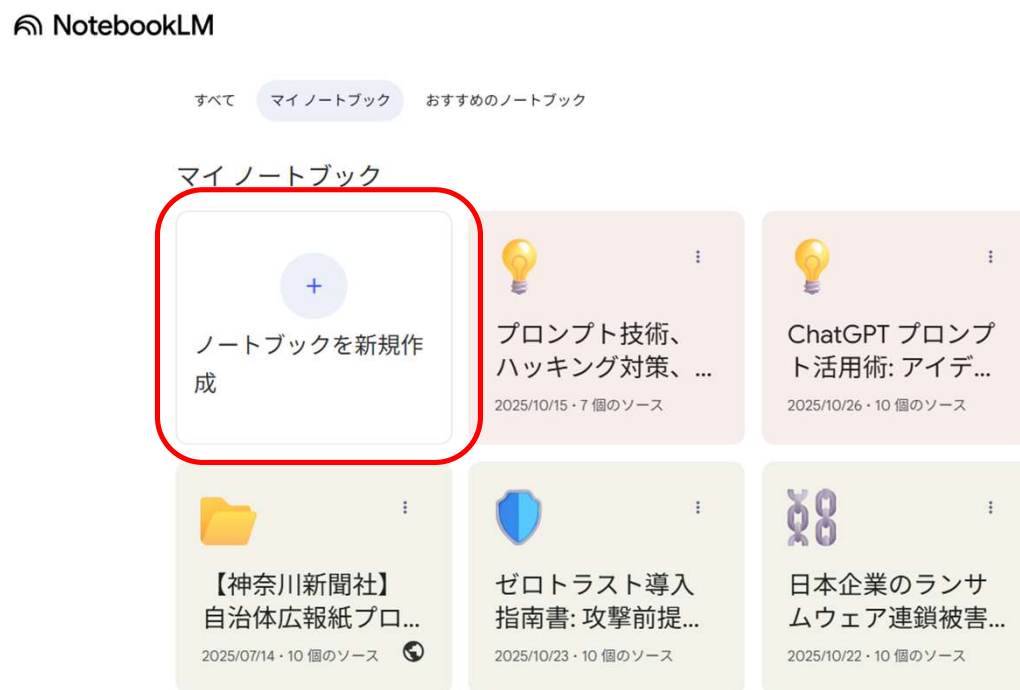 NotebookLM
すべて
マイ ノートブック
おすすめのノートブック
マイ ノートブック
ノートブックを新規作
成
プロンプト技術、
ハッキング対策、...
2025/10/15・7 個のソース
ChatGPT プロンプ
ト活用術: アイデ...
2025/10/26・10 個のソース
【神奈川新聞社】
自治体広報紙プロ...
2025/07/14・10 個のソース
ゼロトラスト導入
指南書: 攻撃前提...
2025/10/23・10 個のソース
日本企業のランサ
ムウェア連鎖被害...
2025/10/22・10 個のソース